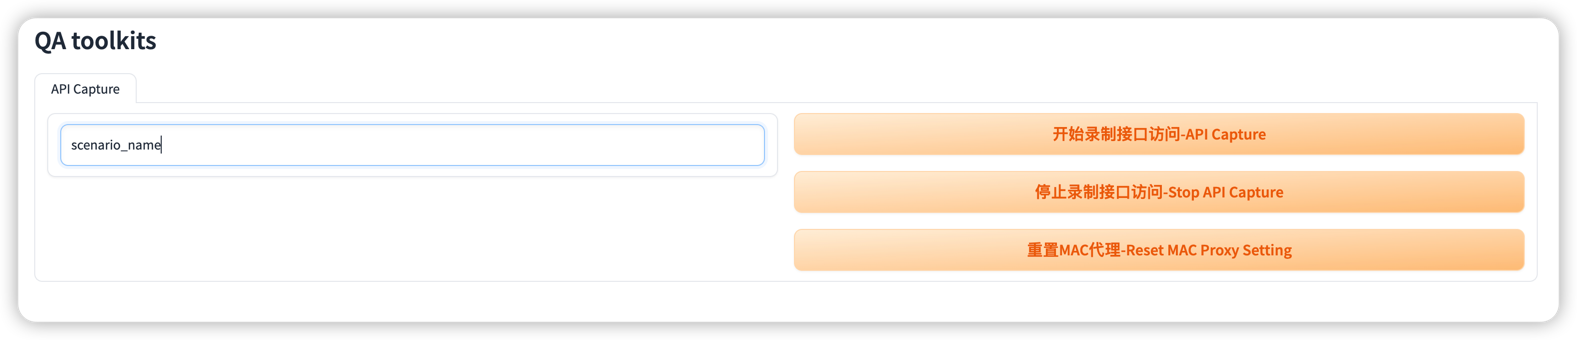 QA toolkits
API Capture
scenario_name
开始录制接口访问-API Capture
停止录制接口访问-Stop API Capture
重置MAC代理-Reset MAC Proxy Setting